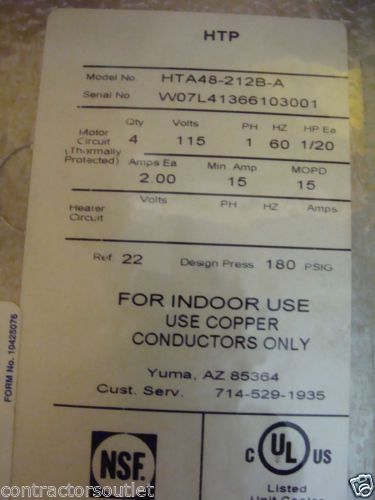 HTP
Model No. HTA48-212B-A
Serial No. W07L41366103001
Qty Volts PH HZ HP Ea
Motor Circuit (Thermally Protected) 4 115 1 60 1/20
Amps Ea Min Amp MOPD
2.00 15 15
Volts PH HZ Amps
Heater Circuit
Ref 22 Design Press 180 PSIG
FOR INDOOR USE
USE COPPER
CONDUCTORS ONLY
Yuma, AZ 85364
Cust. Serv. 714-529-1935
FORM No. 10425076
NSF
C UL US
Listed
Unit Cooler
contractorsoutlet